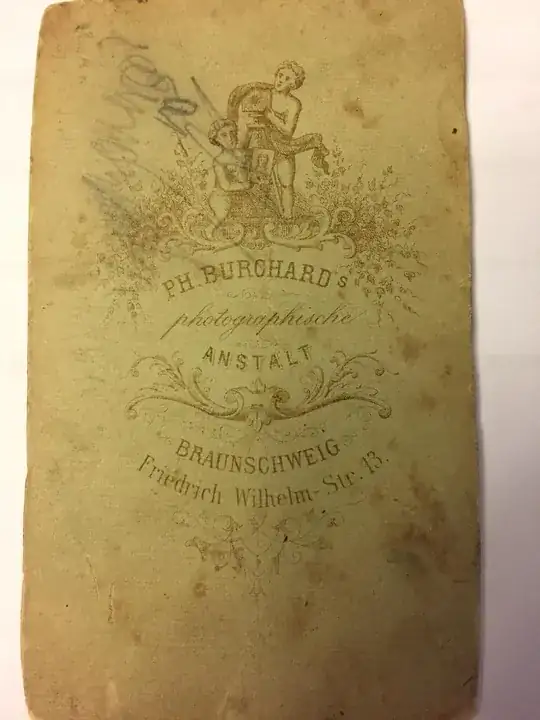 PH. BURCHARD's
photographische
ANSTALT
BRAUNSCHWEIG
Friedrich Wilhelm-Str. 13.